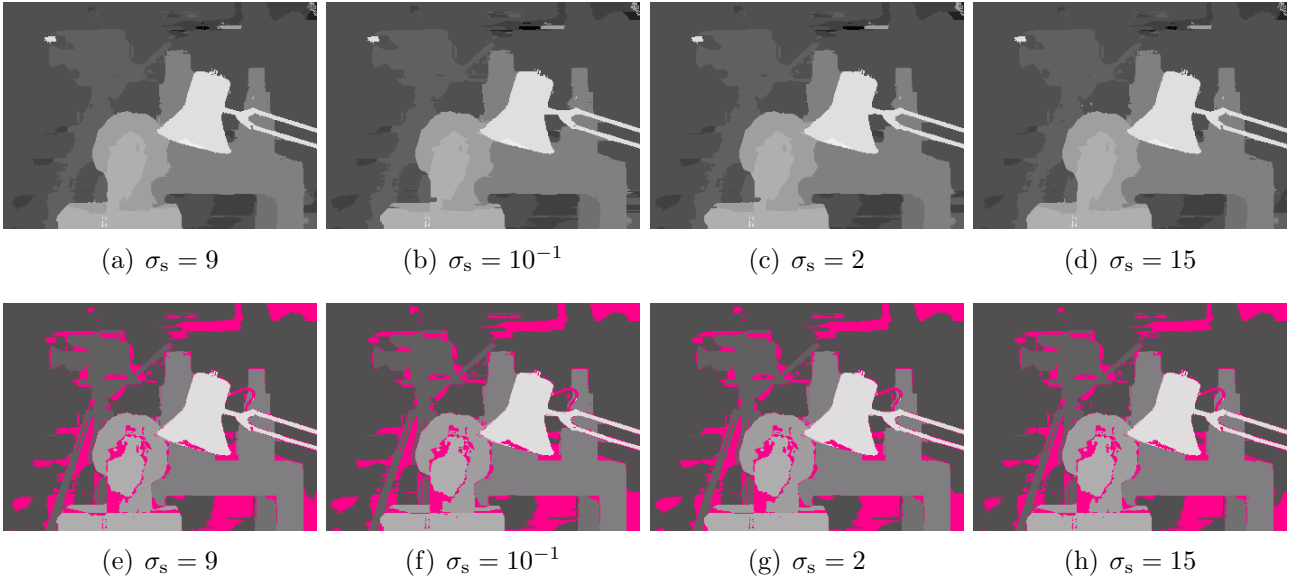 (a) σs = 9 (b) σs = 10⁻¹ (c) σs = 2 (d) σs = 15
(e) σs = 9 (f) σs = 10⁻¹ (g) σs = 2 (h) σs = 15